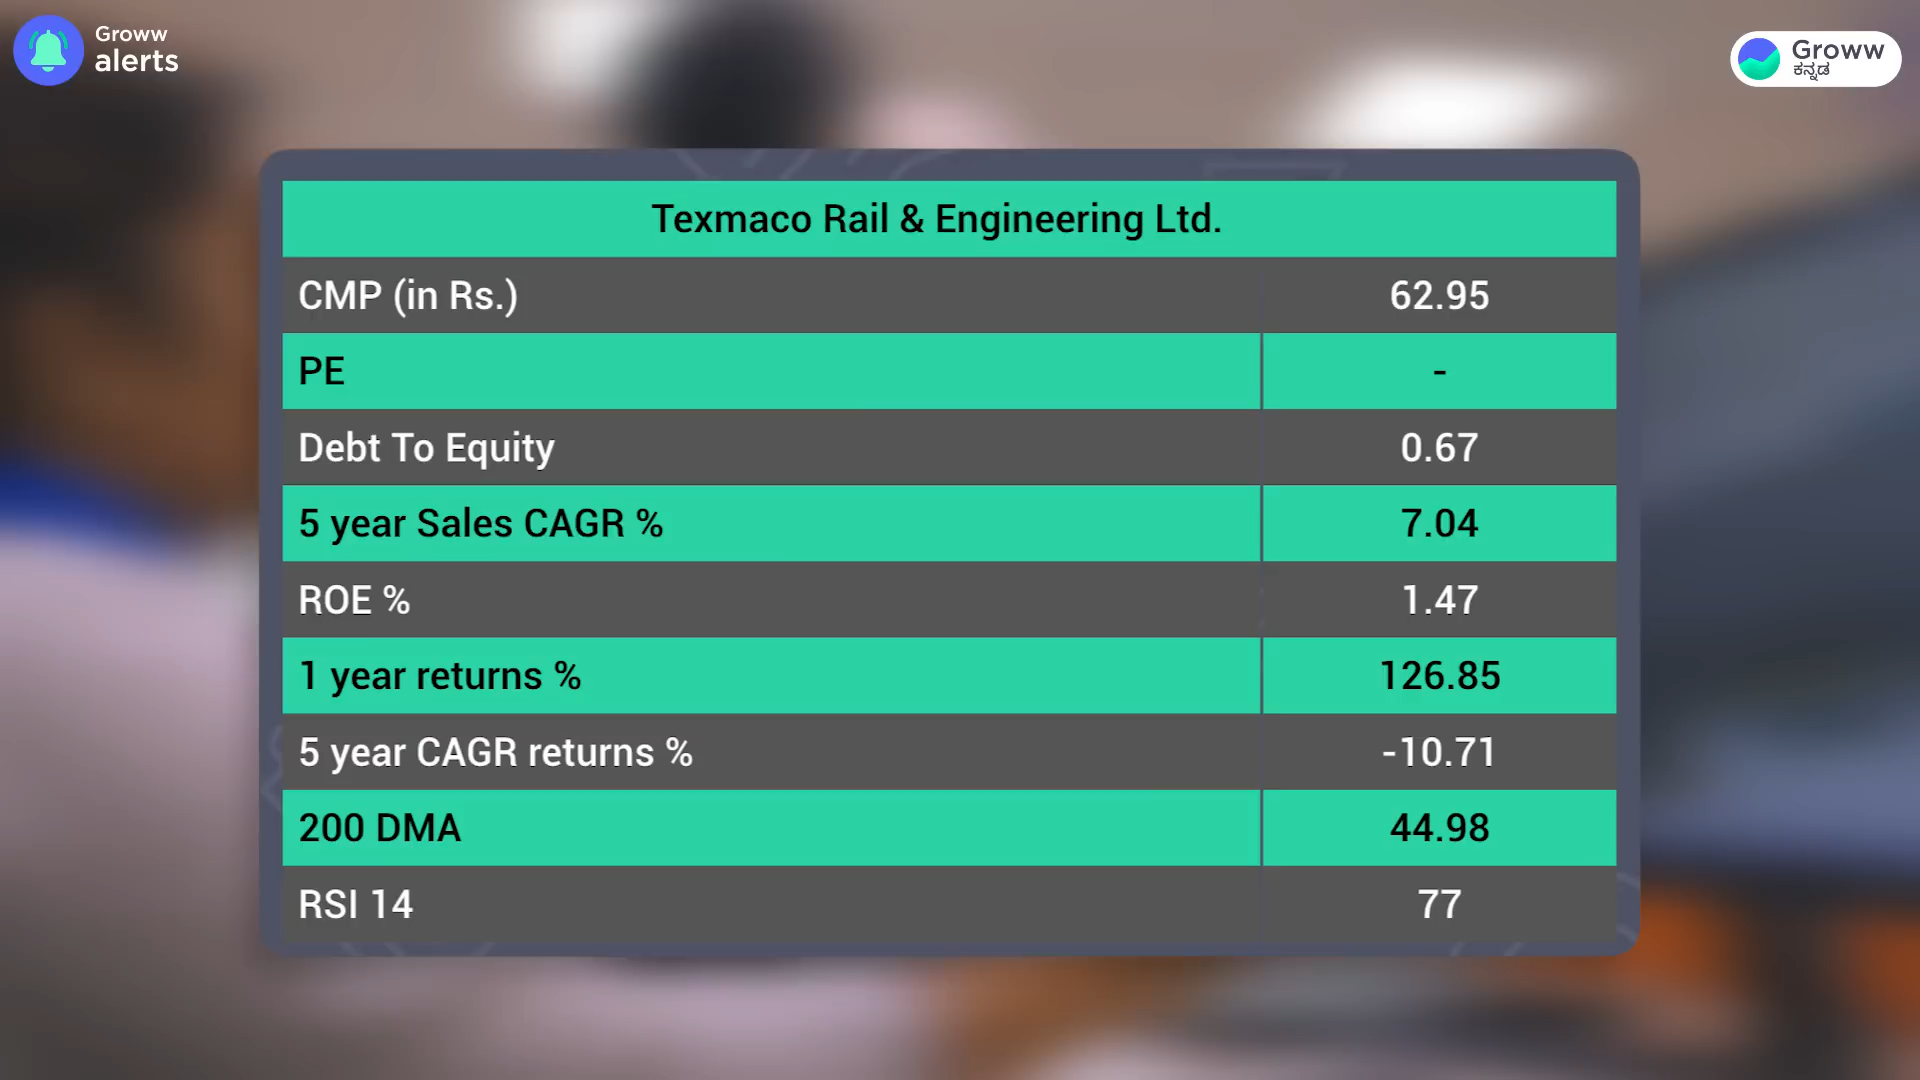 Groww
alerts
Groww
ಕನ್ನಡ
Texmaco Rail & Engineering Ltd.
CMP (in Rs.) 62.95
PE -
Debt To Equity 0.67
5 year Sales CAGR % 7.04
ROE % 1.47
1 year returns % 126.85
5 year CAGR returns % -10.71
200 DMA 44.98
RSI 14 77